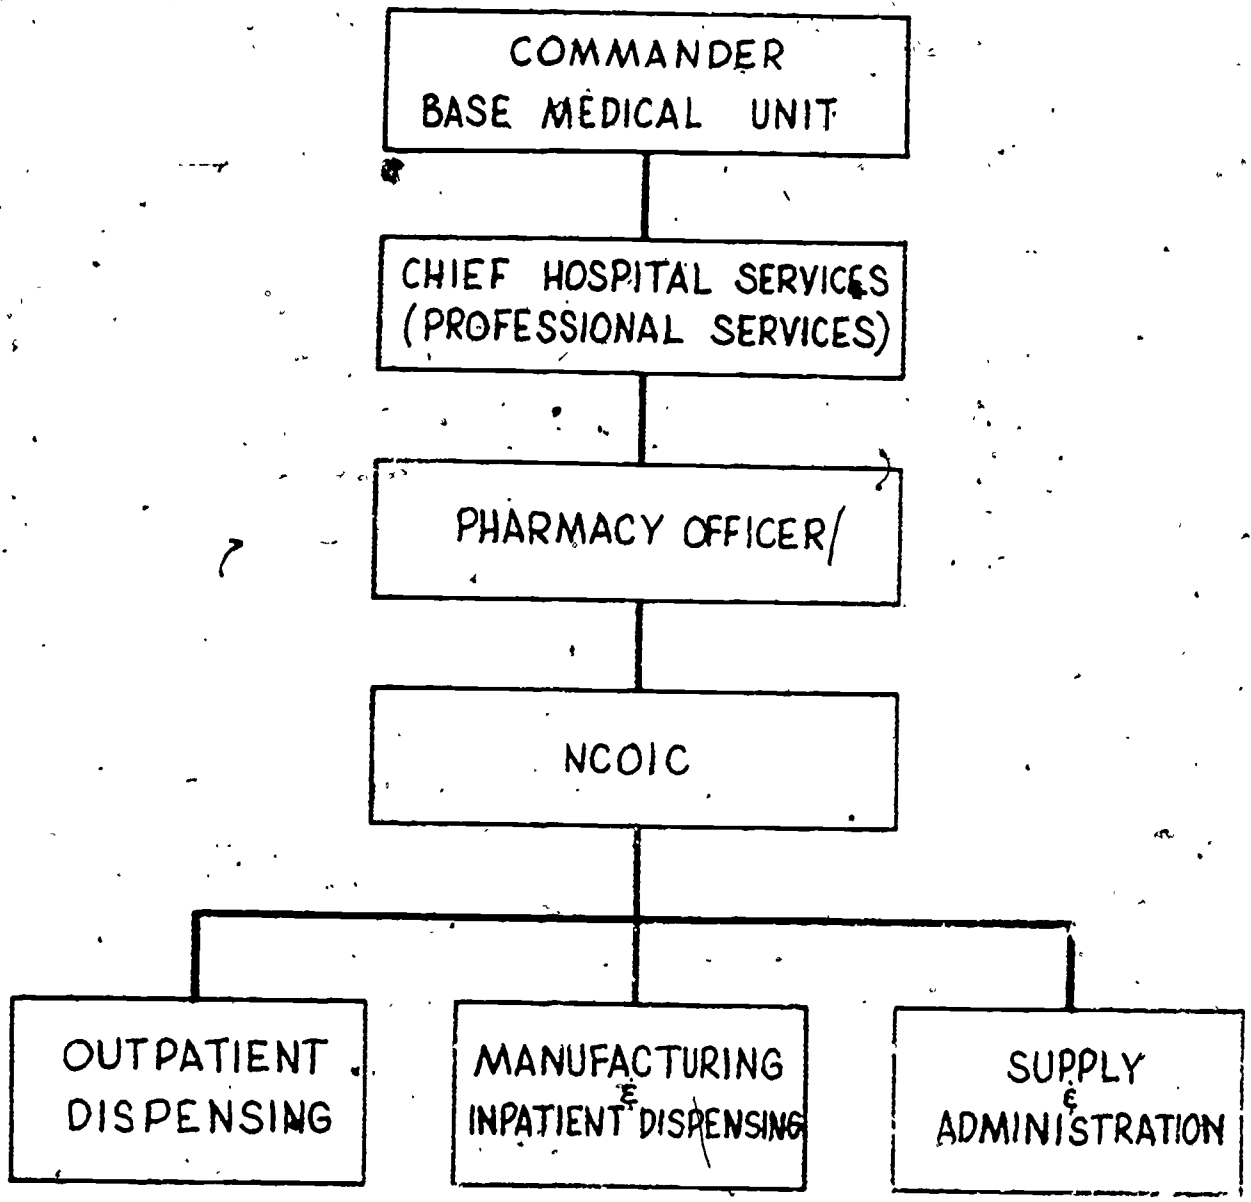 COMMANDER
BASE MEDICAL UNIT
CHIEF HOSPITAL SERVICES
(PROFESSIONAL SERVICES)
PHARMACY OFFICER/
NCOIC
OUTPATIENT
DISPENSING
MANUFACTURING
&
INPATIENT DISPENSING
SUPPLY
&
ADMINISTRATION